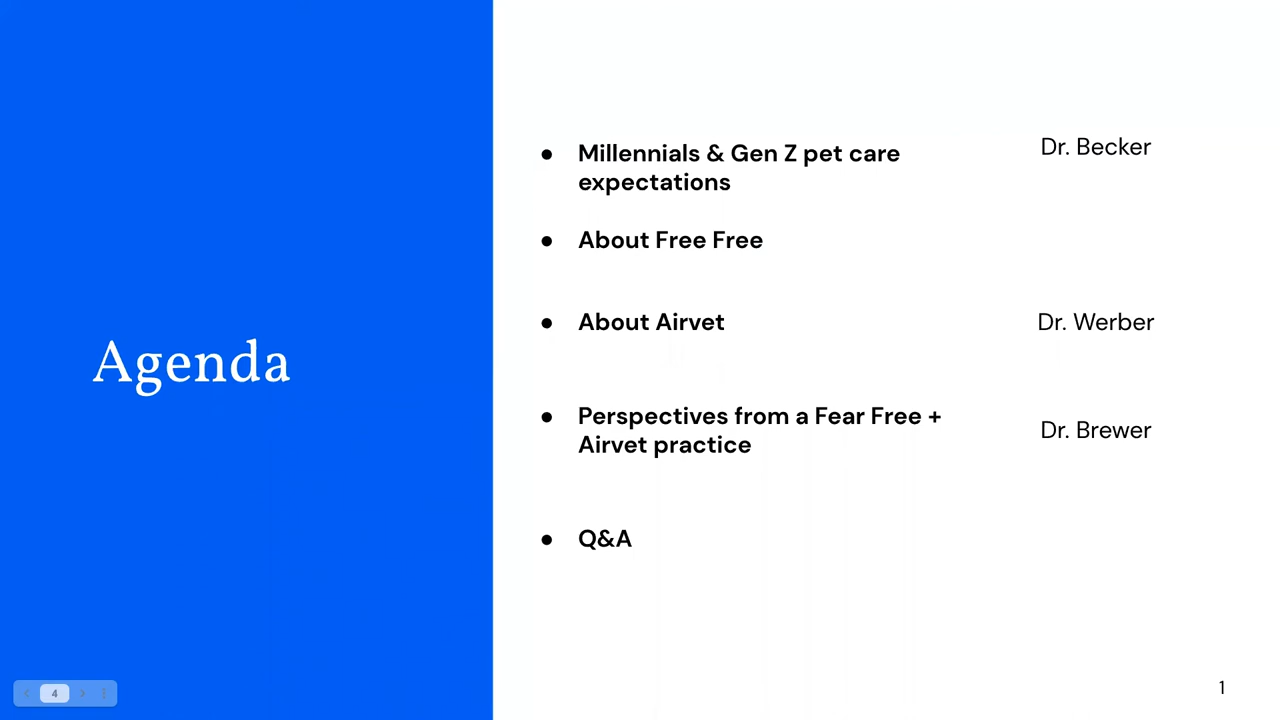 Agenda
● Millennials & Gen Z pet care
expectations
Dr. Becker
● About Free Free
● About Airvet
Dr. Werber
● Perspectives from a Fear Free +
Airvet practice
Dr. Brewer
● Q&A
4
1